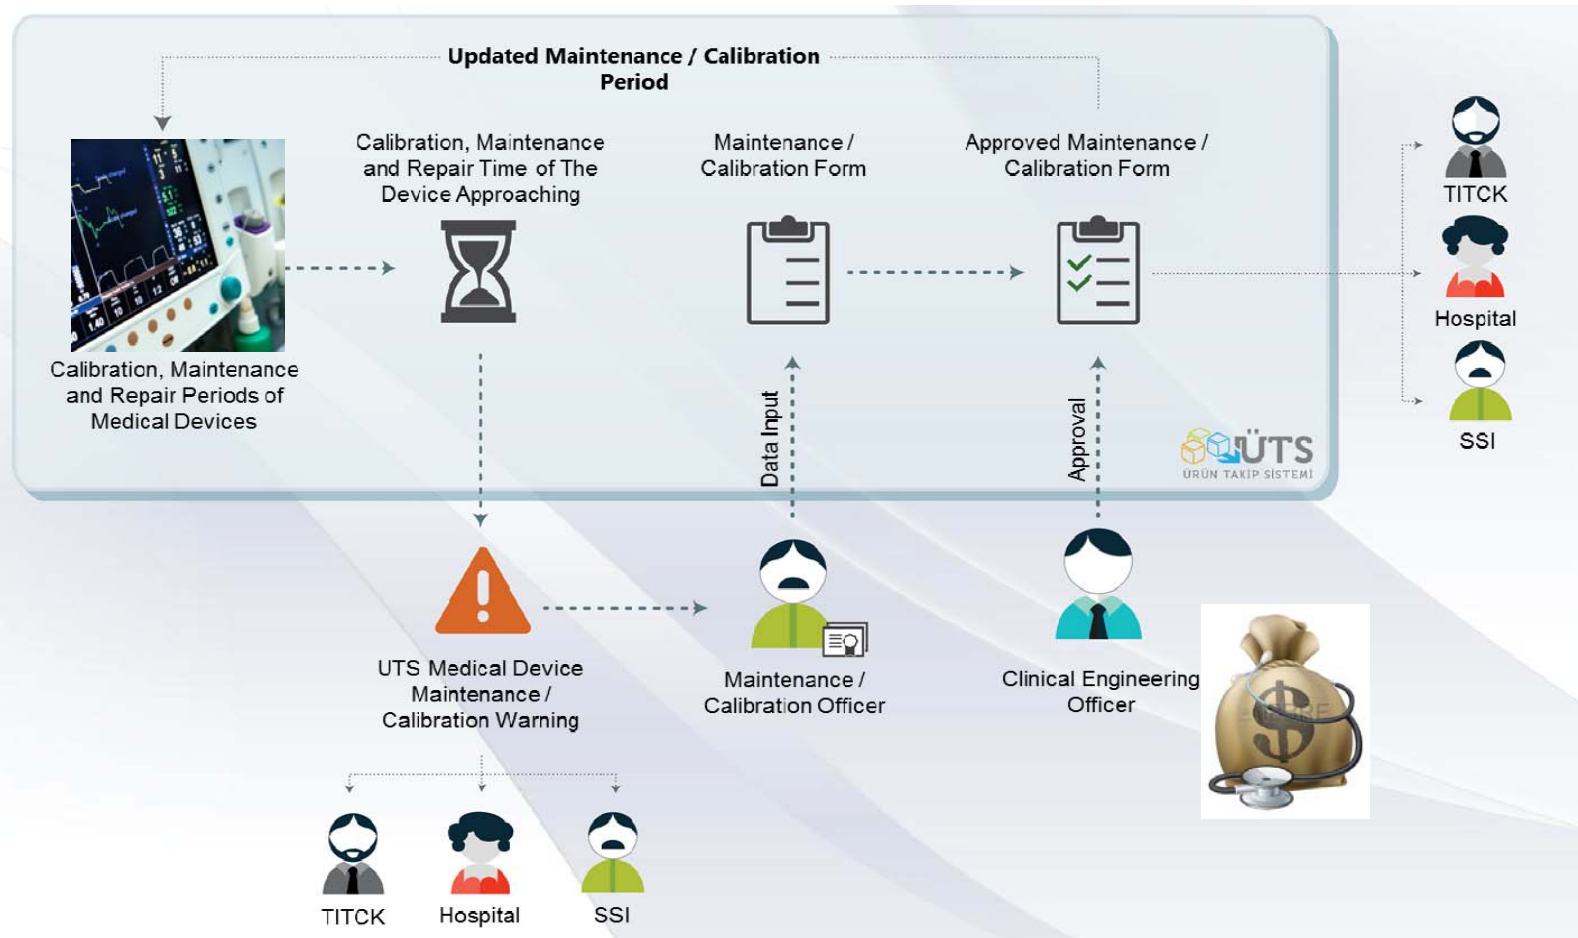 Updated Maintenance / Calibration
Period
Calibration, Maintenance
and Repair Time of The
Device Approaching
Maintenance /
Calibration Form
Approved Maintenance /
Calibration Form
TITCK
Hospital
SSI
Calibration, Maintenance
and Repair Periods of
Medical Devices
Data Input
Approval
ÜTS
ÜRÜN TAKİP SİSTEMİ
UTS Medical Device
Maintenance /
Calibration Warning
Maintenance /
Calibration Officer
Clinical Engineering
Officer
$
TITCK
Hospital
SSI